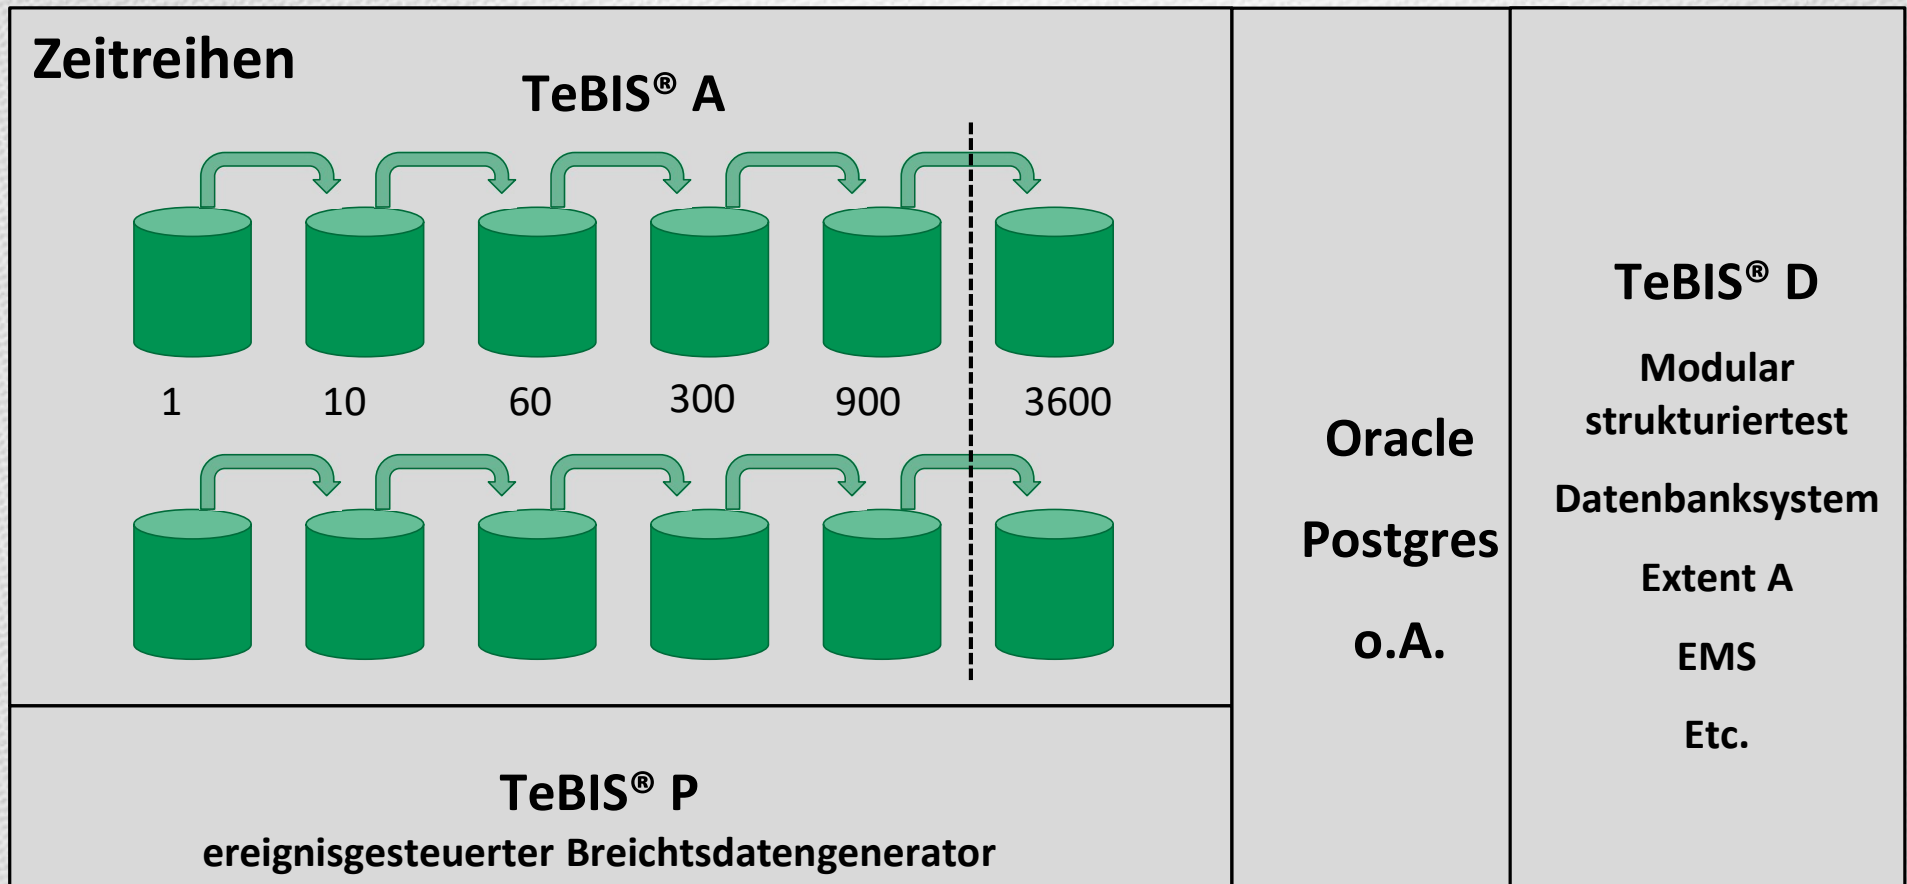 Zeitreihen
TeBIS® A
1 10 60 300 900 3600
TeBIS® P
ereignisgesteuerter Breichtsdatengenerator
Oracle
Postgres
o.A.
TeBIS® D
Modular
strukturiertest
Datenbanksystem
Extent A
EMS
Etc.